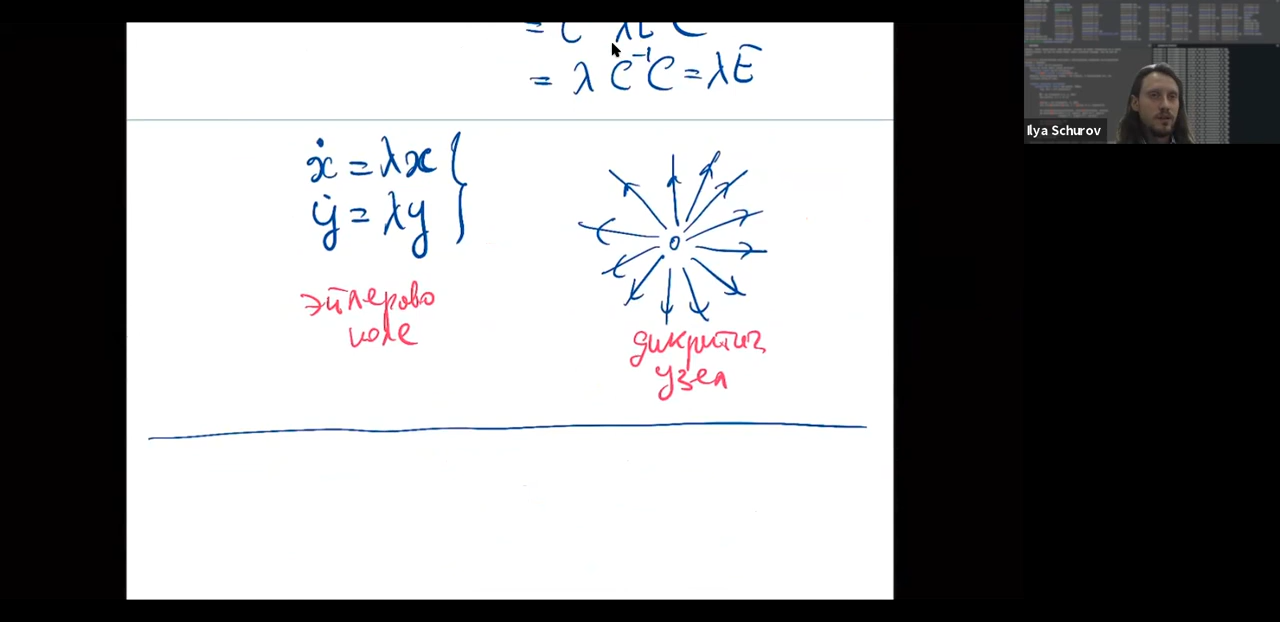 = λ C⁻¹C = λE
ẋ = λx
ẏ = λy
эйлерово
поле
0
дикритич
узел
Ilya Schurov